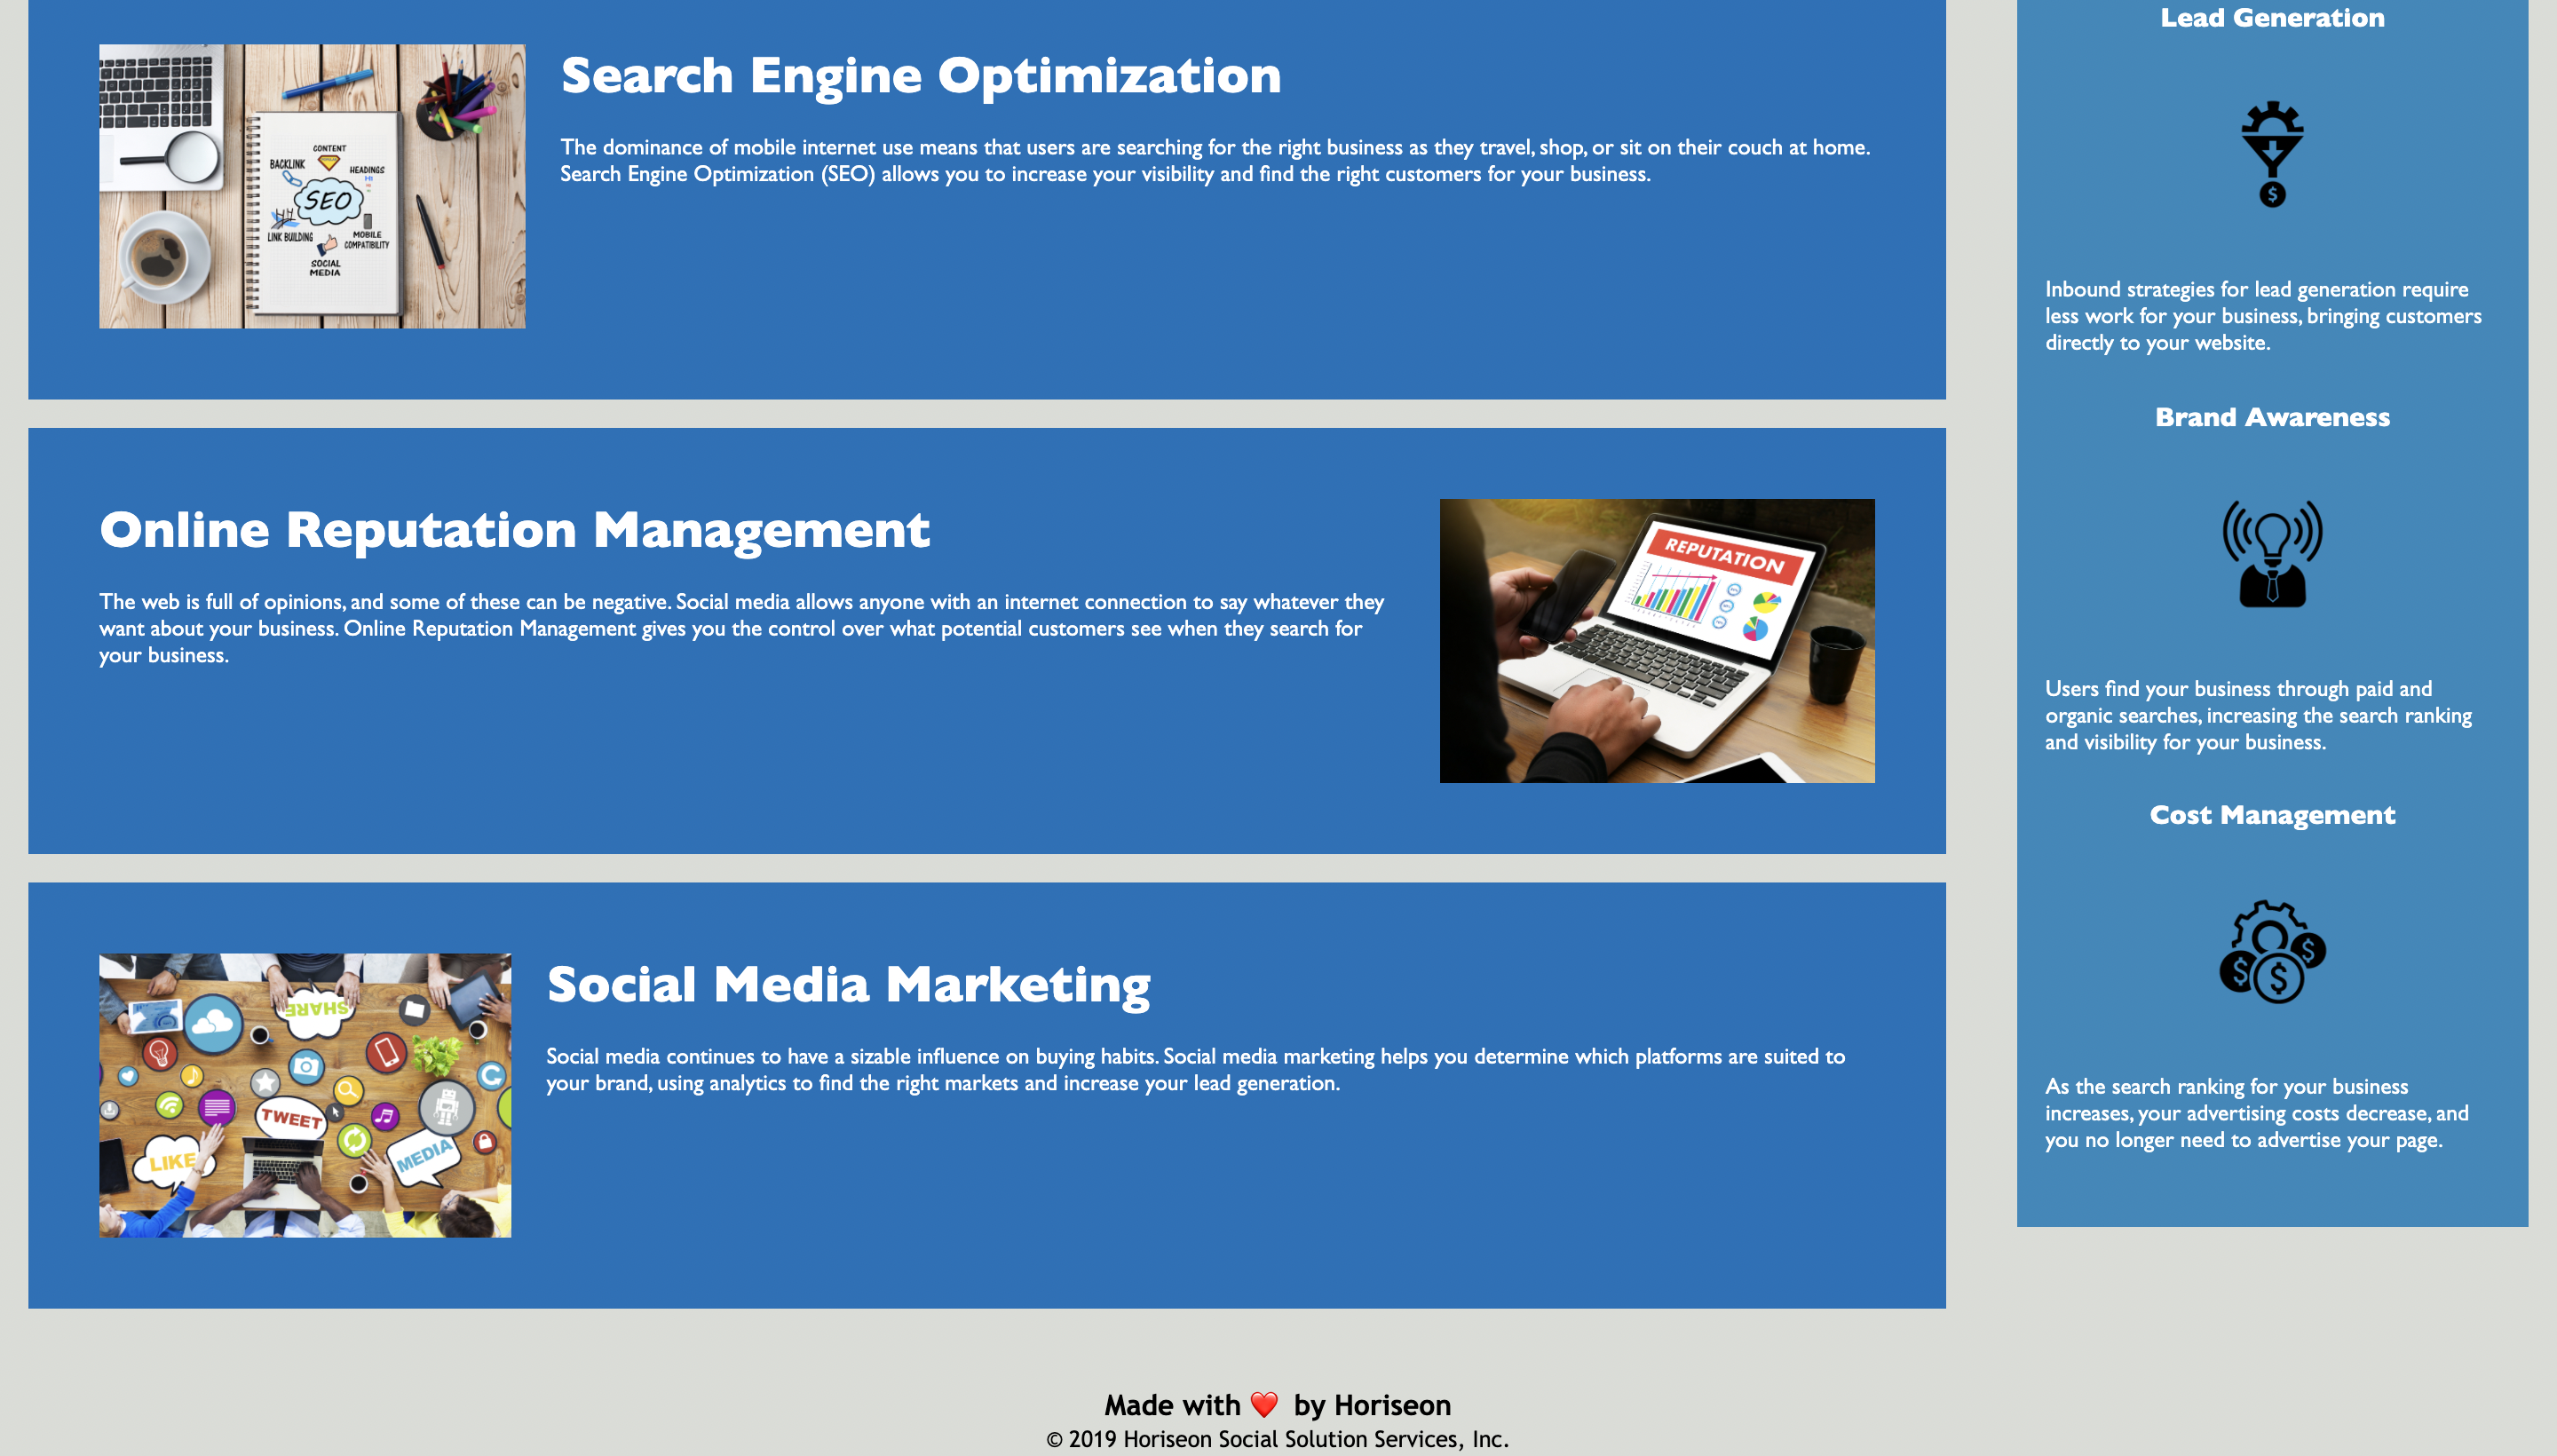 Search Engine Optimization
The dominance of mobile internet use means that users are searching for the right business as they travel, shop, or sit on their couch at home.
Search Engine Optimization (SEO) allows you to increase your visibility and find the right customers for your business.
CONTENT
BACKLINK
HEADINGS
SEO
LINK BUILDING
MOBILE
COMPATIBILITY
SOCIAL
MEDIA
Online Reputation Management
The web is full of opinions, and some of these can be negative. Social media allows anyone with an internet connection to say whatever they
want about your business. Online Reputation Management gives you the control over what potential customers see when they search for
your business.
REPUTATION
Social Media Marketing
Social media continues to have a sizable influence on buying habits. Social media marketing helps you determine which platforms are suited to
your brand, using analytics to find the right markets and increase your lead generation.
SHARE
TWEET
LIKE
MEDIA
Lead Generation
$
Inbound strategies for lead generation require
less work for your business, bringing customers
directly to your website.
Brand Awareness
Users find your business through paid and
organic searches, increasing the search ranking
and visibility for your business.
Cost Management
$ $ $
As the search ranking for your business
increases, your advertising costs decrease, and
you no longer need to advertise your page.
Made with ❤️ by Horiseon
© 2019 Horiseon Social Solution Services, Inc.